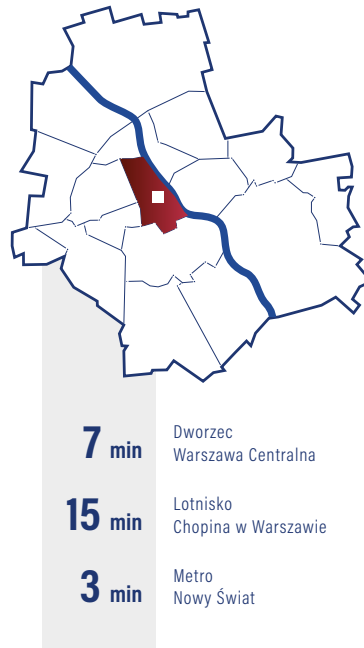 7 min
Dworzec
Warszawa Centralna
15 min
Lotnisko
Chopina w Warszawie
3 min
Metro
Nowy Świat